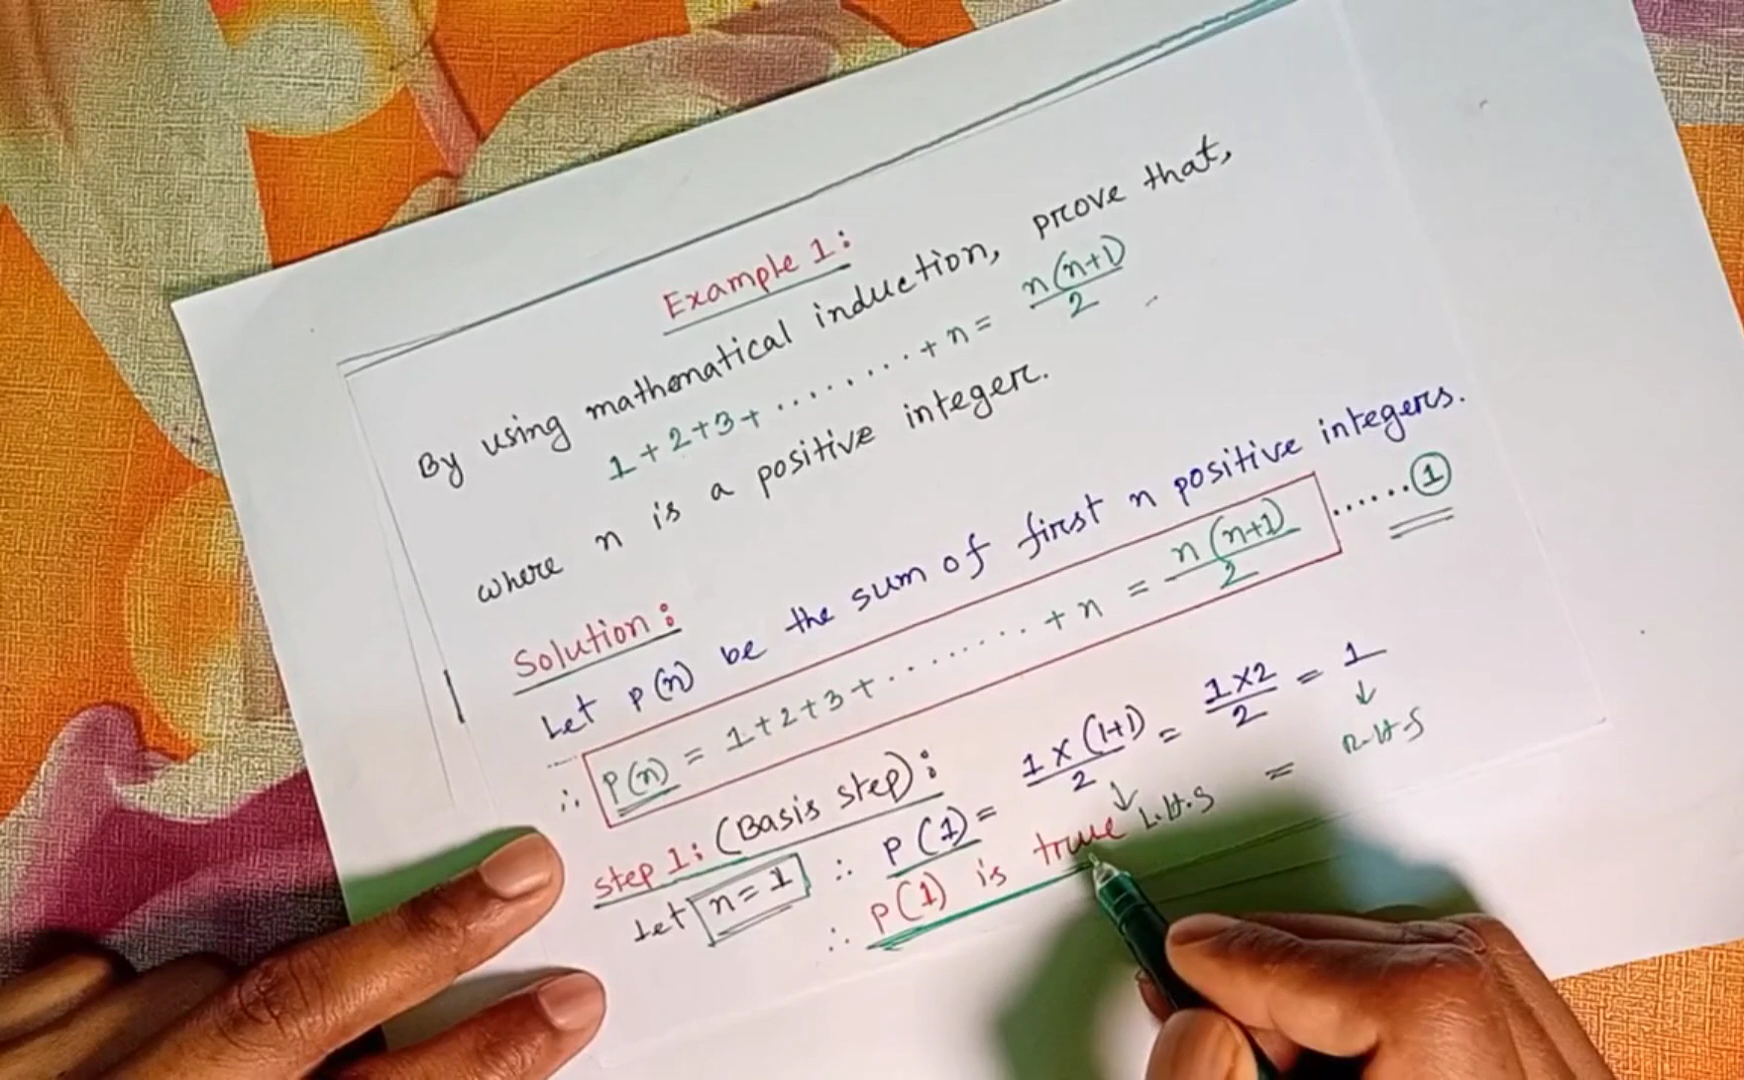 Example 1:
By using mathematical induction, prove that,
1+2+3+.......+n = n(n+1)/2
where n is a positive integer.
Solution:
Let P(n) be the sum of first n positive integers.
∴ P(n) = 1+2+3+..........+n = n(n+1)/2 ......①
Step 1: (Basis step):
Let n=1 ∴ P(1) = 1×(1+1)/2 = 1×2/2 = 1
↓ L.H.S = ↓ R.H.S
∴ P(1) is true